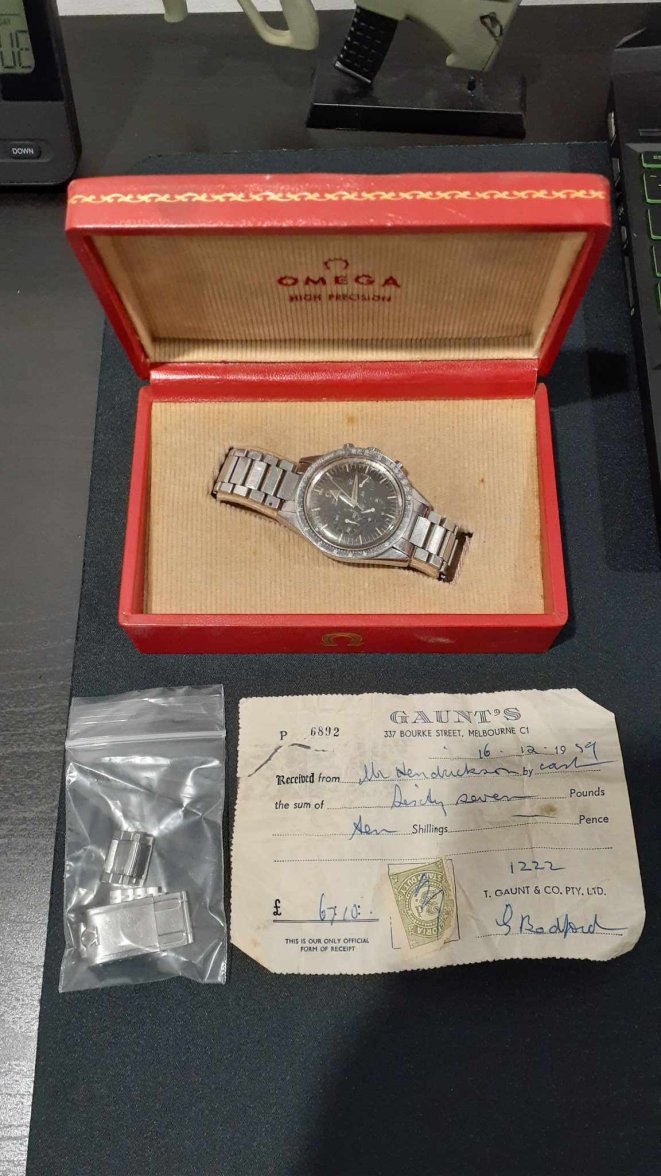 DOWN
OMEGA
HIGH PRECISION
GAUNT'S
337 BOURKE STREET, MELBOURNE C1
P 6892
16 . 12 . 1959
Received from Mr Hendrickson by cash
the sum of Sixty seven Pounds
Ten Shillings Pence
1222
T. GAUNT & CO. PTY. LTD.
£ 67/10/-
VICTORIA
G Bedford
THIS IS OUR ONLY OFFICIAL
FORM OF RECEIPT